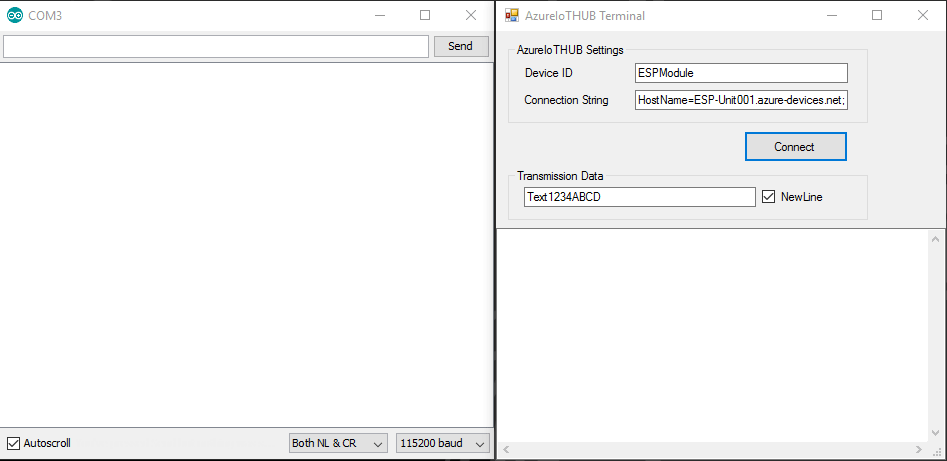 COM3
Send
Autoscroll
Both NL & CR
115200 baud
AzureIoTHUB Terminal
AzureIoTHUB Settings
Device ID
ESPModule
Connection String
HostName=ESP-Unit001.azure-devices.net;
Connect
Transmission Data
Text1234ABCD
NewLine